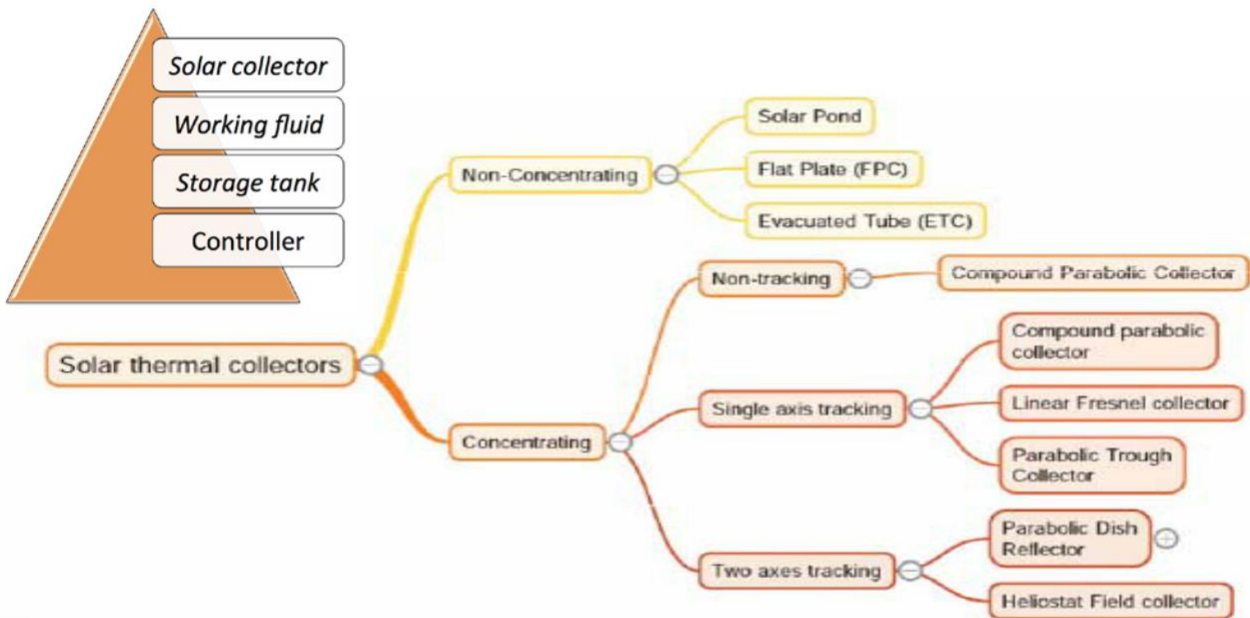 Solar collector
Working fluid
Storage tank
Controller
Solar thermal collectors
Non-Concentrating
Solar Pond
Flat Plate (FPC)
Evacuated Tube (ETC)
Concentrating
Non-tracking
Compound Parabolic Collector
Single axis tracking
Compound parabolic
collector
Linear Fresnel collector
Parabolic Trough
Collector
Two axes tracking
Parabolic Dish
Reflector
Heliostat Field collector